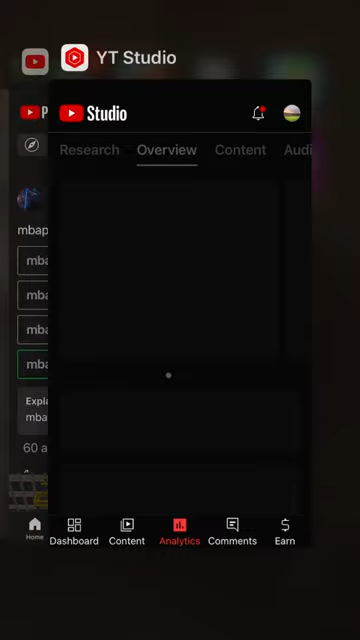 YT Studio
Studio
Research Overview Content Audi
mbap
mba
mba
mba
mba
Expla
mba
60 a
Home
Dashboard Content Analytics Comments Earn